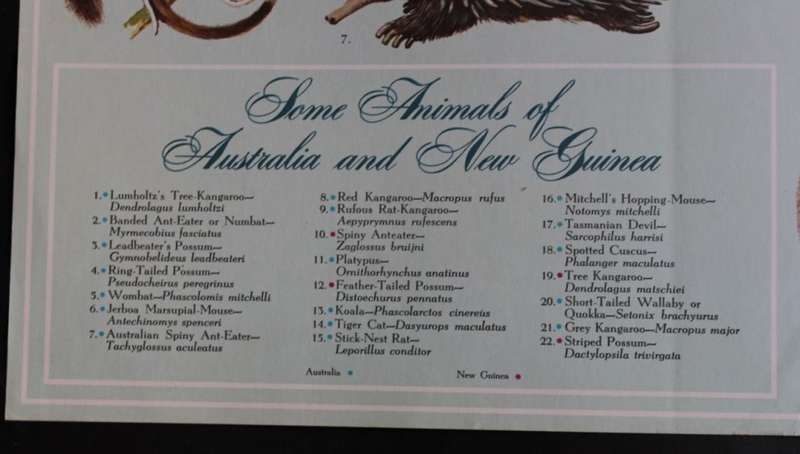 7.
Some Animals of
Australia and New Guinea
1. Lumholtz's Tree-Kangaroo—
Dendrolagus lumholtzi
2. Banded Ant-Eater or Numbat—
Myrmecobius fasciatus
3. Leadbeater's Possum—
Gymnobelideus leadbeateri
4. Ring-Tailed Possum—
Pseudocheirus peregrinus
5. Wombat—Phascolomis mitchelli
6. Jerboa Marsupial-Mouse—
Antechinomys spenceri
7. Australian Spiny Ant-Eater—
Tachyglossus aculeatus
8. Red Kangaroo—Macropus rufus
9. Rufous Rat-Kangaroo—
Aepyprymnus rufescens
10. Spiny Anteater—
Zaglossus bruijni
11. Platypus—
Ornithorhynchus anatinus
12. Feather-Tailed Possum—
Distoechurus pennatus
13. Koala—Phascolarctos cinereus
14. Tiger Cat—Dasyurops maculatus
15. Stick-Nest Rat—
Leporillus conditor
16. Mitchell's Hopping-Mouse—
Notomys mitchelli
17. Tasmanian Devil—
Sarcophilus harrisi
18. Spotted Cuscus—
Phalanger maculatus
19. Tree Kangaroo—
Dendrolagus matschiei
20. Short-Tailed Wallaby or
Quokka—Setonix brachyurus
21. Grey Kangaroo—Macropus major
22. Striped Possum—
Dactylopsila trivirgata
Australia
New Guinea